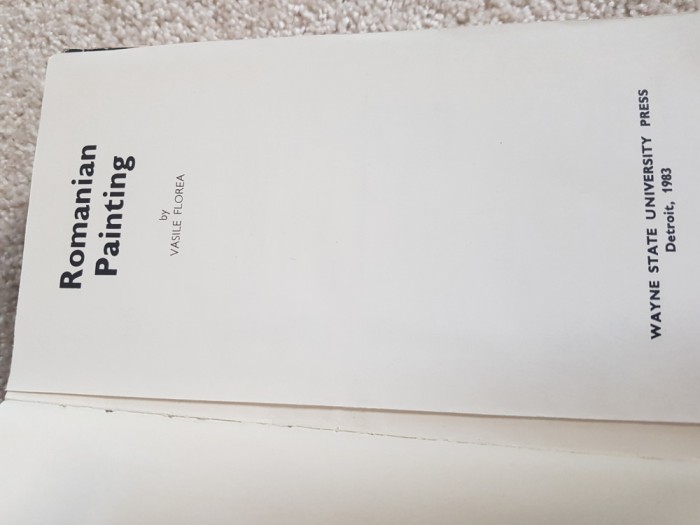 Romanian
Painting
by
VASILE FLOREA
WAYNE STATE UNIVERSITY PRESS
Detroit, 1983